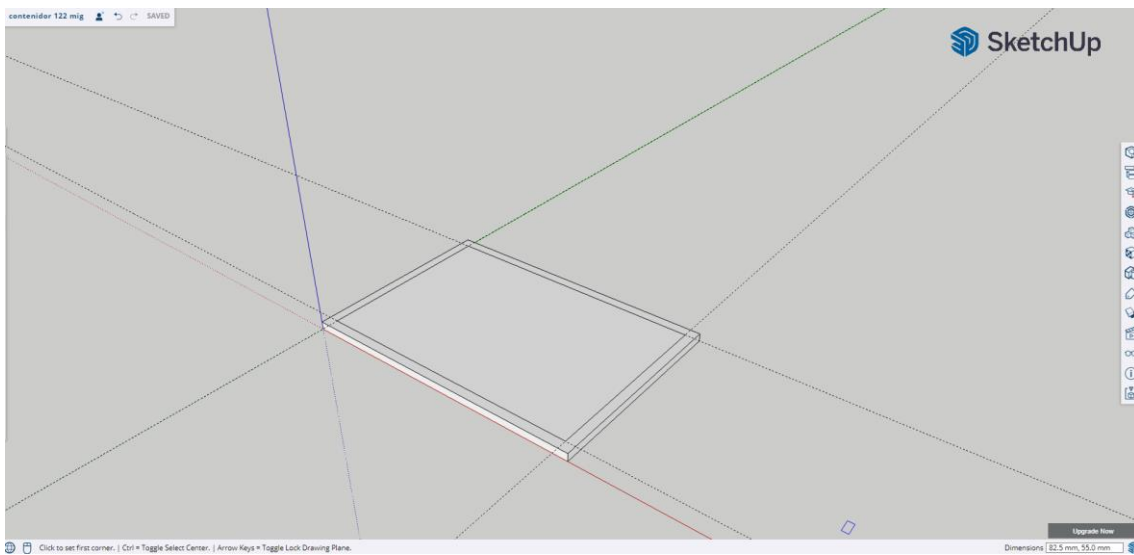 contenidor 122 mig SAVED
SketchUp
Upgrade Now
Click to set first corner. | Ctrl = Toggle Select Center. | Arrow Keys = Toggle Lock Drawing Plane. Dimensions 82.5 mm, 55.0 mm